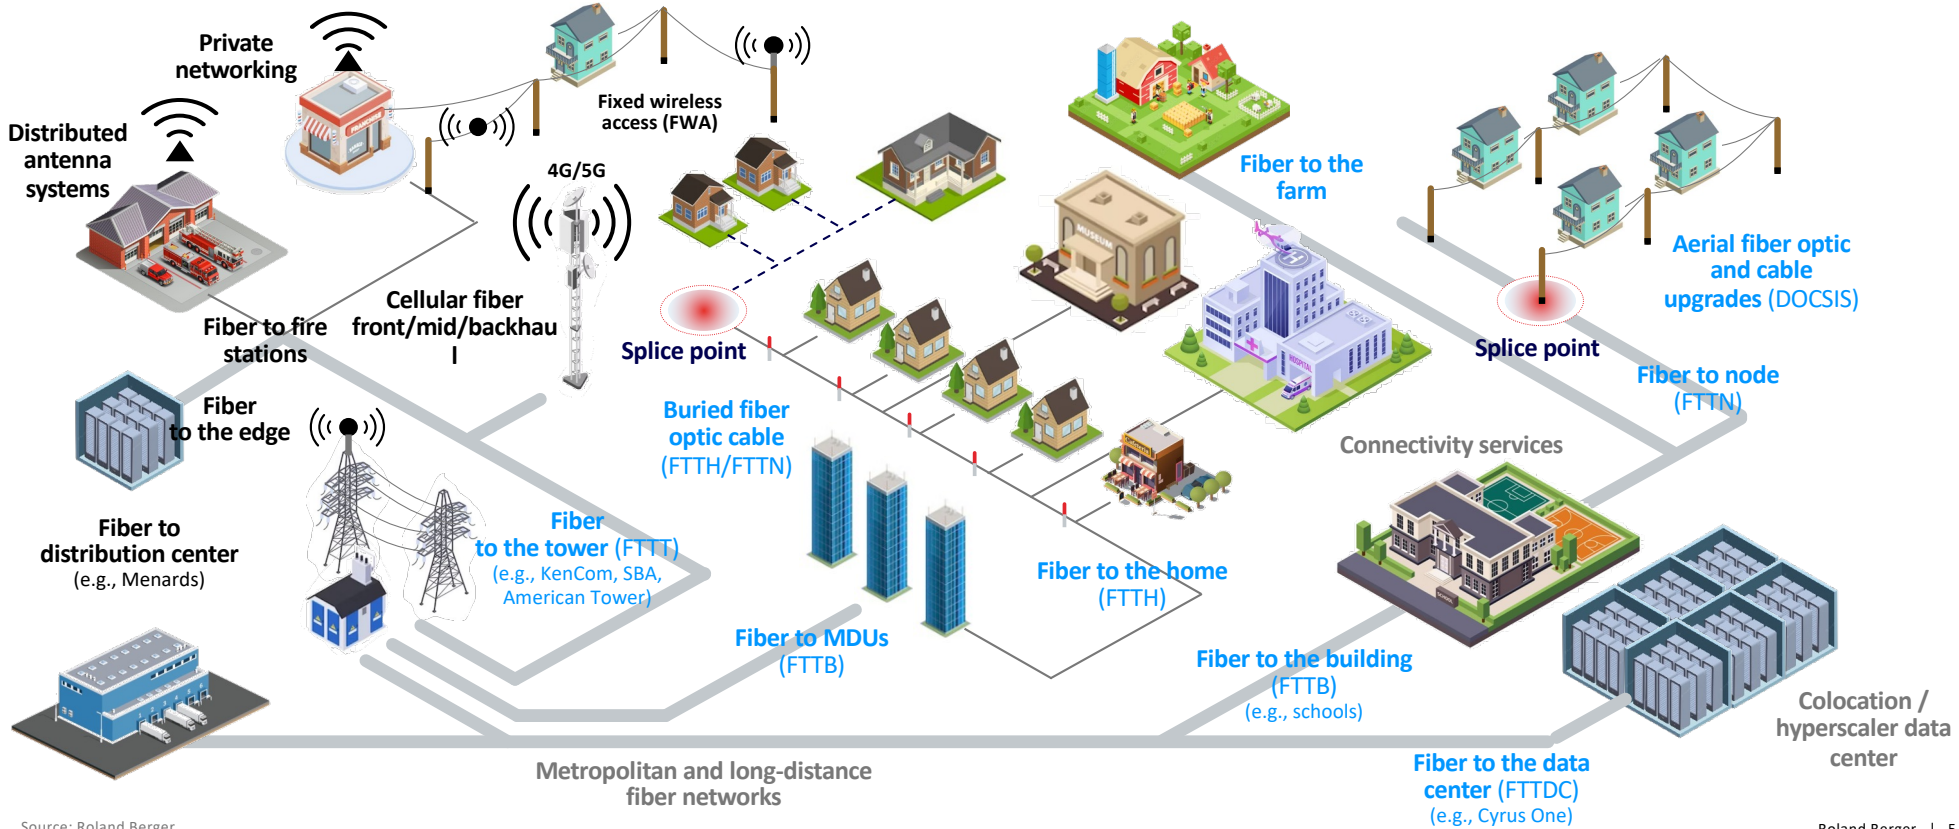 Private
networking
Distributed
antenna
systems
FRANCHISE
Fixed wireless
access (FWA)
4G/5G
Fiber to the
farm
MUSEUM
HOSPITAL
Aerial fiber optic
and cable
upgrades (DOCSIS)
Fiber to fire
stations
Cellular fiber
front/mid/backhau
l
Splice point
Splice point
Fiber to node
(FTTN)
Fiber
to the edge
Buried fiber
optic cable
(FTTH/FTTN)
Connectivity services
Fiber to
distribution center
(e.g., Menards)
Fiber
to the tower (FTTT)
(e.g., KenCom, SBA,
American Tower)
Fiber to the home
(FTTH)
SCHOOL
Fiber to MDUs
(FTTB)
Fiber to the building
(FTTB)
(e.g., schools)
Colocation /
hyperscaler data
center
Metropolitan and long-distance
fiber networks
Fiber to the data
center (FTTDC)
(e.g., Cyrus One)
Source: Roland Berger
Roland Berger | 5